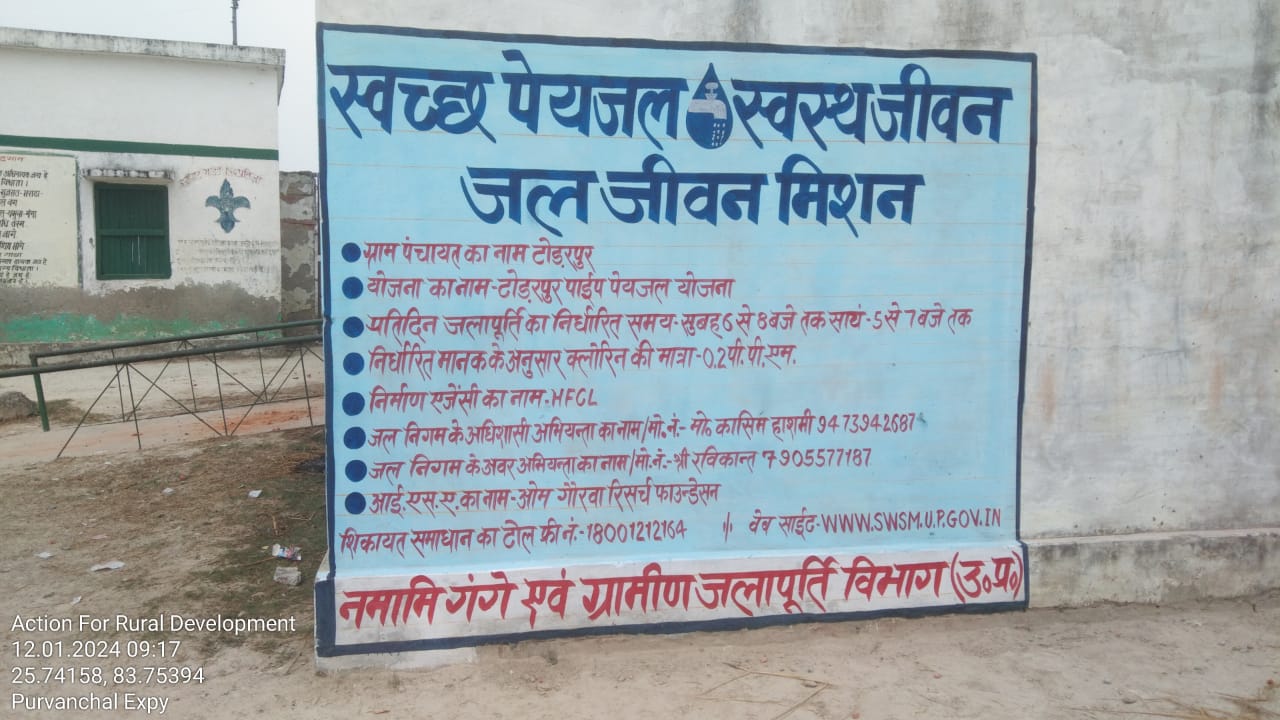 स्वच्छ पेयजल स्वस्थ जीवन
जल जीवन मिशन
ग्राम पंचायत का नाम टोडरपुर
योजना का नाम-टोडरपुर पाईप पेयजल योजना
प्रतिदिन जलापूर्ति का निर्धारित समय-सुबह 6 से 8 बजे तक सायं-5 से 7 बजे तक
निर्धारित मानक के अनुसार क्लोरिन की मात्रा-0.2 पी.पी.एम.
निर्माण एजेंसी का नाम-HFCL
जल निगम के अधिशासी अभियन्ता का नाम/मो.नं.- मो० कासिम हाशमी 9473942687
जल निगम के अवर अभियन्ता का नाम/मो.नं.-श्री रविकान्त 7905577187
आई.एस.ए. का नाम-ओम गौरवा रिसर्च फाउन्डेसन
शिकायत समाधान का टोल फ्री नं.-18001212164 // वेव साईट-WWW.SWSM.U.P.GOV.IN
नमामि गंगे एवं ग्रामीण जलापूर्ति विभाग (उ०प्र०)
Action For Rural Development
12.01.2024 09:17
25.74158, 83.75394
Purvanchal Expy